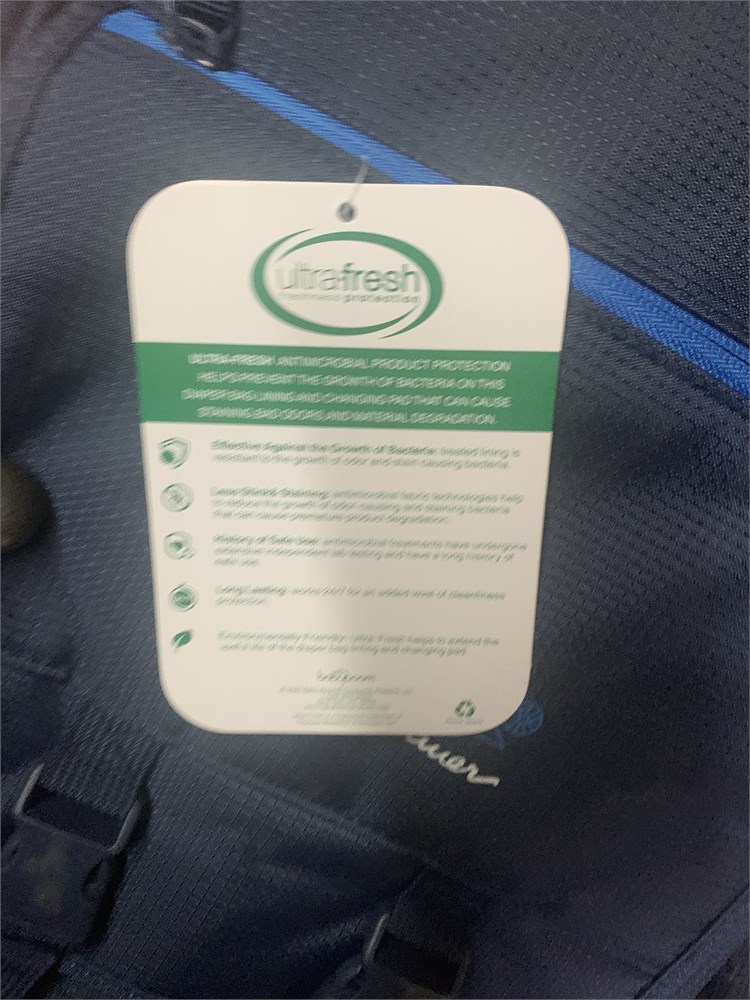 ultra-fresh
freshness protection
ULTRA-FRESH ANTIMICROBIAL PRODUCT PROTECTION
HELPS PREVENT THE GROWTH OF BACTERIA ON THIS
DIAPER BAG LINING AND CHANGING PAD THAT CAN CAUSE
STAINING, BAD ODORS AND MATERIAL DEGRADATION.
Effective Against the Growth of Bacteria: treated lining is
resistant to the growth of odor and stain causing bacteria.
Less Stink& Staining: antimicrobial fabric technologies help
to reduce the growth of odor causing and staining bacteria
that can cause premature product degradation.
History of Safe Use: antimicrobial treatments have undergone
extensive independent lab testing and have a long history of
safe use.
Long Lasting: works 24/7 for an added level of cleanliness
protection.
Environmentally Friendly: Ultra-Fresh helps to extend the
useful life of the diaper bag lining and changing pad.
baby boom
uer